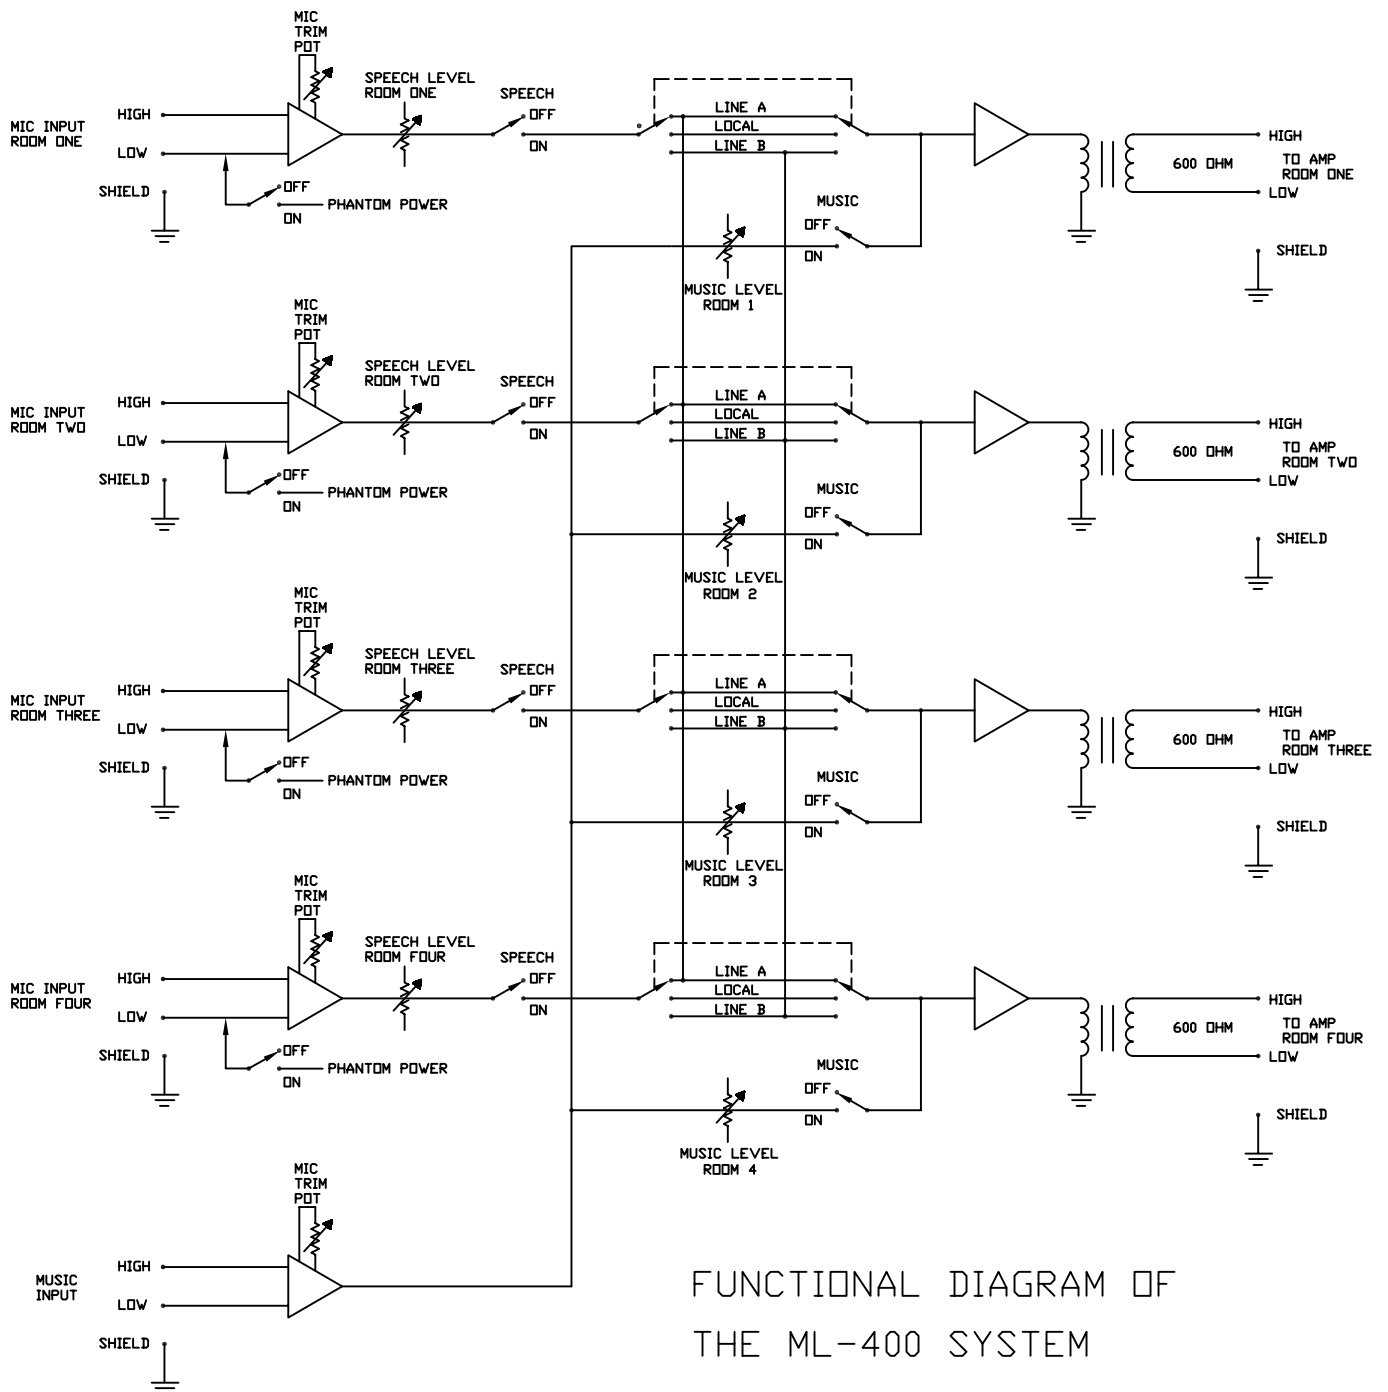 MIC
TRIM
POT
SPEECH LEVEL
ROOM ONE
SPEECH
OFF
ON
MIC INPUT
ROOM ONE
HIGH
LOW
SHIELD
OFF
ON
PHANTOM POWER
LINE A
LOCAL
LINE B
MUSIC
OFF
ON
MUSIC LEVEL
ROOM 1
600 OHM
HIGH
TO AMP
ROOM ONE
LOW
SHIELD
MIC
TRIM
POT
SPEECH LEVEL
ROOM TWO
SPEECH
OFF
ON
MIC INPUT
ROOM TWO
HIGH
LOW
SHIELD
OFF
ON
PHANTOM POWER
LINE A
LOCAL
LINE B
MUSIC
OFF
ON
MUSIC LEVEL
ROOM 2
600 OHM
HIGH
TO AMP
ROOM TWO
LOW
SHIELD
MIC
TRIM
POT
SPEECH LEVEL
ROOM THREE
SPEECH
OFF
ON
MIC INPUT
ROOM THREE
HIGH
LOW
SHIELD
OFF
ON
PHANTOM POWER
LINE A
LOCAL
LINE B
MUSIC
OFF
ON
MUSIC LEVEL
ROOM 3
600 OHM
HIGH
TO AMP
ROOM THREE
LOW
SHIELD
MIC
TRIM
POT
SPEECH LEVEL
ROOM FOUR
SPEECH
OFF
ON
MIC INPUT
ROOM FOUR
HIGH
LOW
SHIELD
OFF
ON
PHANTOM POWER
LINE A
LOCAL
LINE B
MUSIC
OFF
ON
MUSIC LEVEL
ROOM 4
600 OHM
HIGH
TO AMP
ROOM FOUR
LOW
SHIELD
MIC
TRIM
POT
MUSIC
INPUT
HIGH
LOW
SHIELD
FUNCTIONAL DIAGRAM OF
THE ML-400 SYSTEM